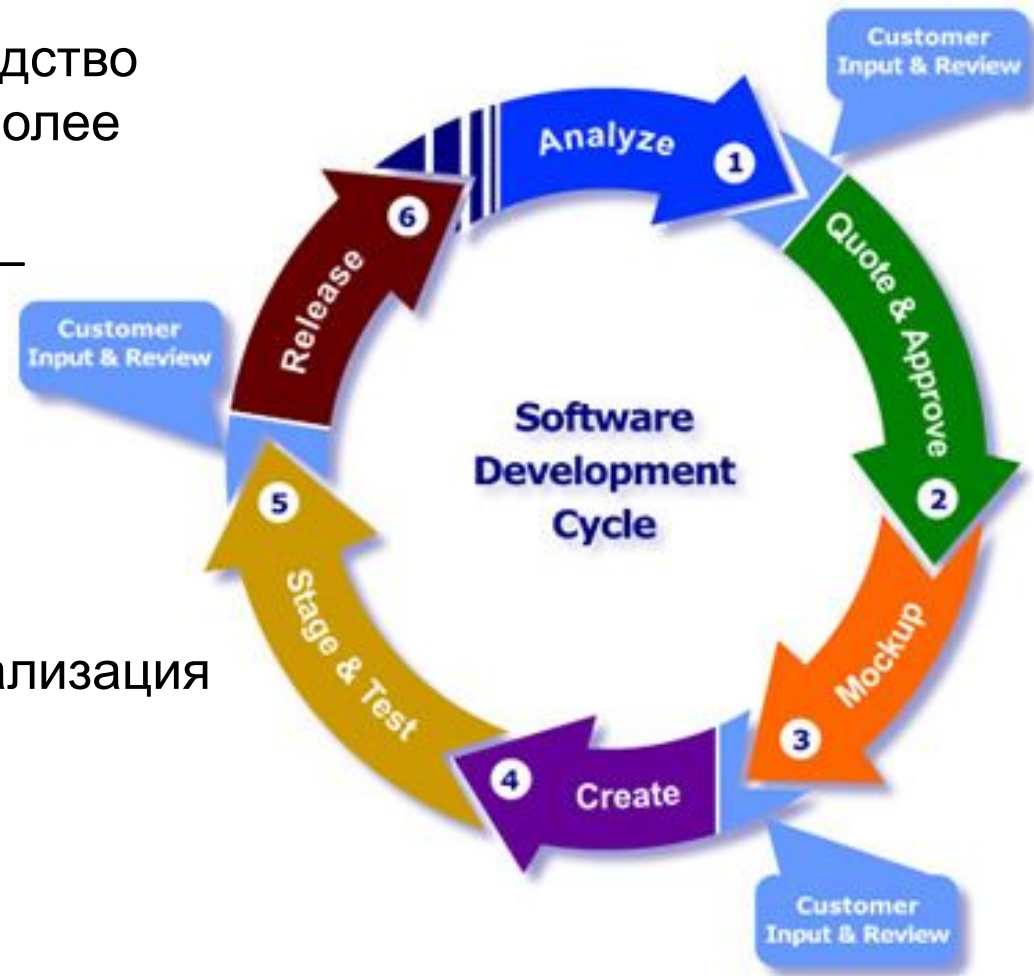 дство
олее
–
ализация
Customer
Input & Review
Analyze
1
Quote & Approve
2
Mockup
3
Customer
Input & Review
Create
4
Stage & Test
5
Customer
Input & Review
Release
6
Software
Development
Cycle